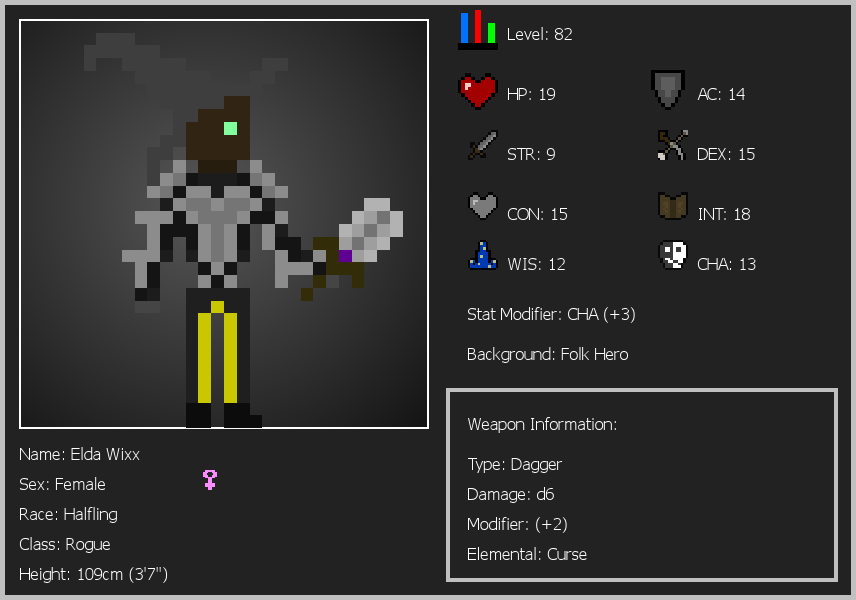 Level: 82
HP: 19
AC: 14
STR: 9
DEX: 15
CON: 15
INT: 18
WIS: 12
CHA: 13
Stat Modifier: CHA (+3)
Background: Folk Hero
Weapon Information:
Type: Dagger
Damage: d6
Modifier: (+2)
Elemental: Curse
Name: Elda Wixx
Sex: Female
Race: Halfling
Class: Rogue
Height: 109cm (3'7")